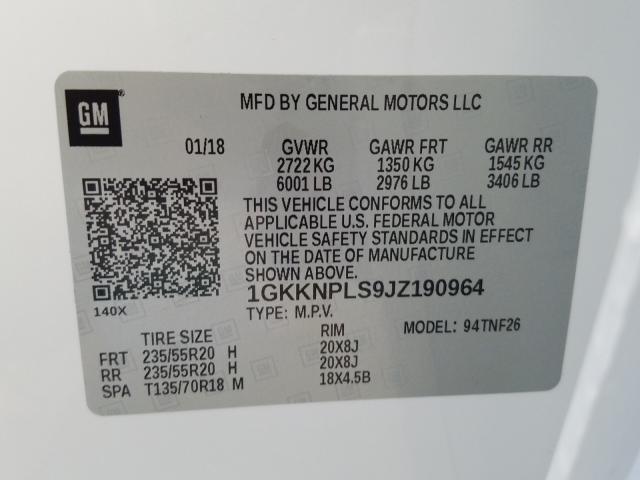 GM
MFD BY GENERAL MOTORS LLC
01/18 GVWR GAWR FRT GAWR RR
2722 KG 1350 KG 1545 KG
6001 LB 2976 LB 3406 LB
THIS VEHICLE CONFORMS TO ALL
APPLICABLE U.S. FEDERAL MOTOR
VEHICLE SAFETY STANDARDS IN EFFECT
ON THE DATE OF MANUFACTURE
SHOWN ABOVE.
1GKKNPLS9JZ190964
140X
TYPE: M.P.V. MODEL: 94TNF26
TIRE SIZE RIM
FRT 235/55R20 H 20X8J
RR 235/55R20 H 20X8J
SPA T135/70R18 M 18X4.5B